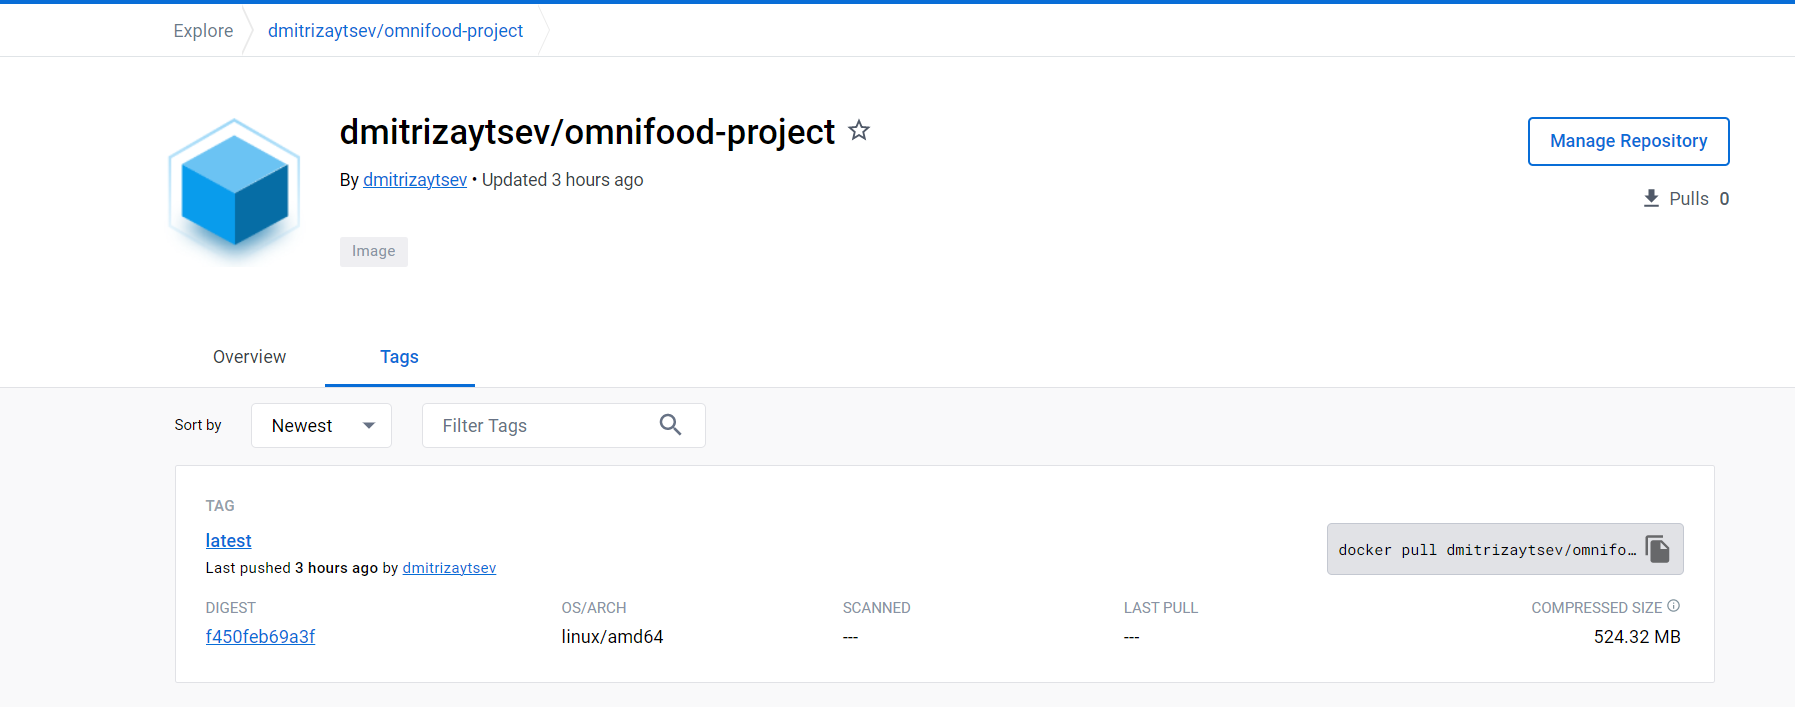 Explore dmitrizaytsev/omnifood-project
dmitrizaytsev/omnifood-project
By dmitrizaytsev • Updated 3 hours ago
Image
Manage Repository
Pulls 0
Overview Tags
Sort by Newest Filter Tags
TAG
latest
Last pushed 3 hours ago by dmitrizaytsev
docker pull dmitrizaytsev/omnifo…
DIGEST OS/ARCH SCANNED LAST PULL COMPRESSED SIZE
f450feb69a3f linux/amd64 --- --- 524.32 MB